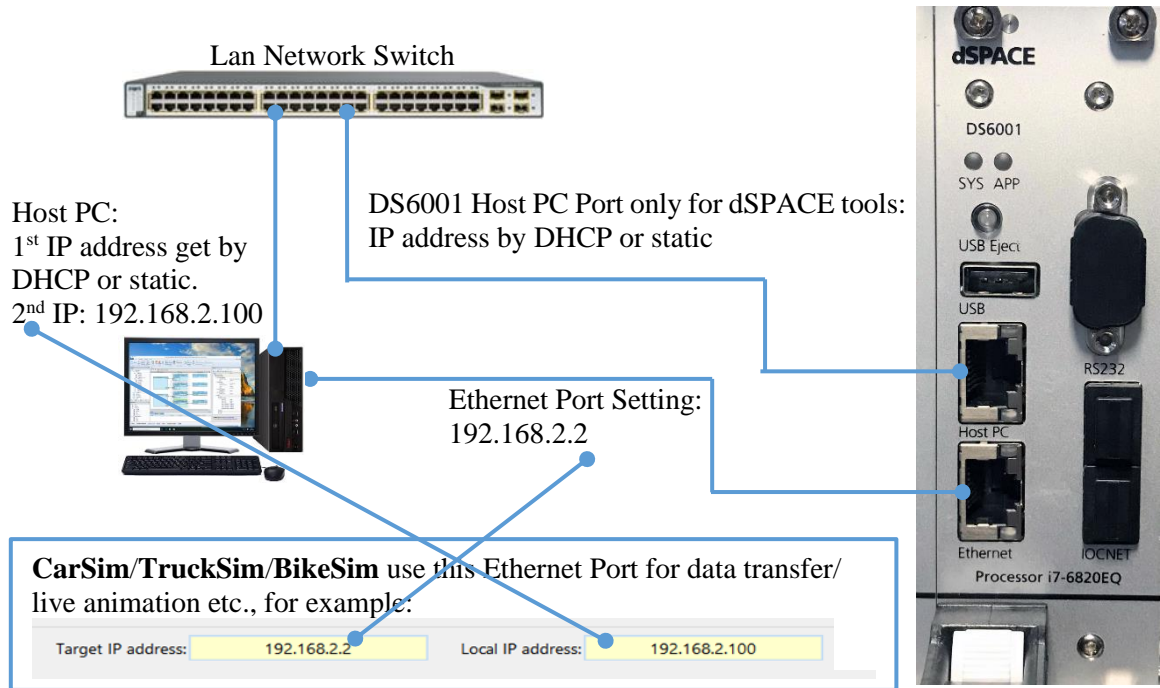 Lan Network Switch
Host PC:
1st IP address get by
DHCP or static.
2nd IP: 192.168.2.100
DS6001 Host PC Port only for dSPACE tools:
IP address by DHCP or static
Ethernet Port Setting:
192.168.2.2
CarSim/TruckSim/BikeSim use this Ethernet Port for data transfer/
live animation etc., for example:
Target IP address: 192.168.2.2 Local IP address: 192.168.2.100
dSPACE
DS6001
SYS APP
USB Eject
USB
RS232
Host PC
Ethernet
IOCNET
Processor i7-6820EQ